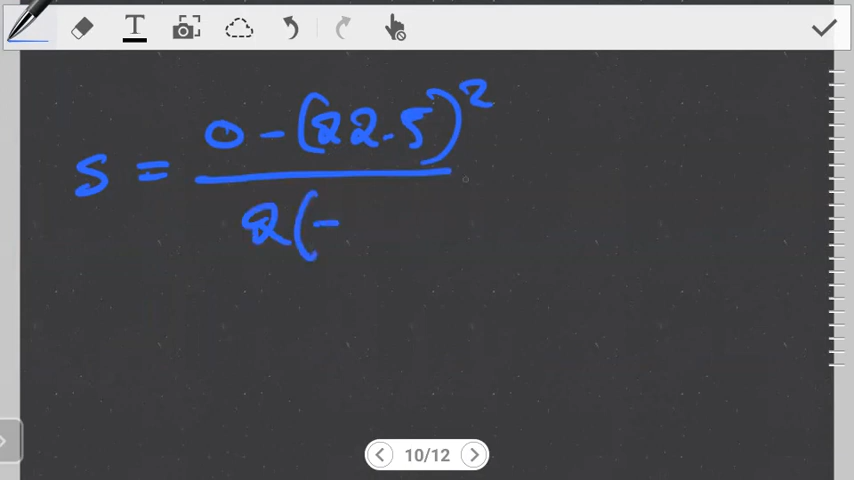 T
s = 0 - (22.5)²
2(-
10/12